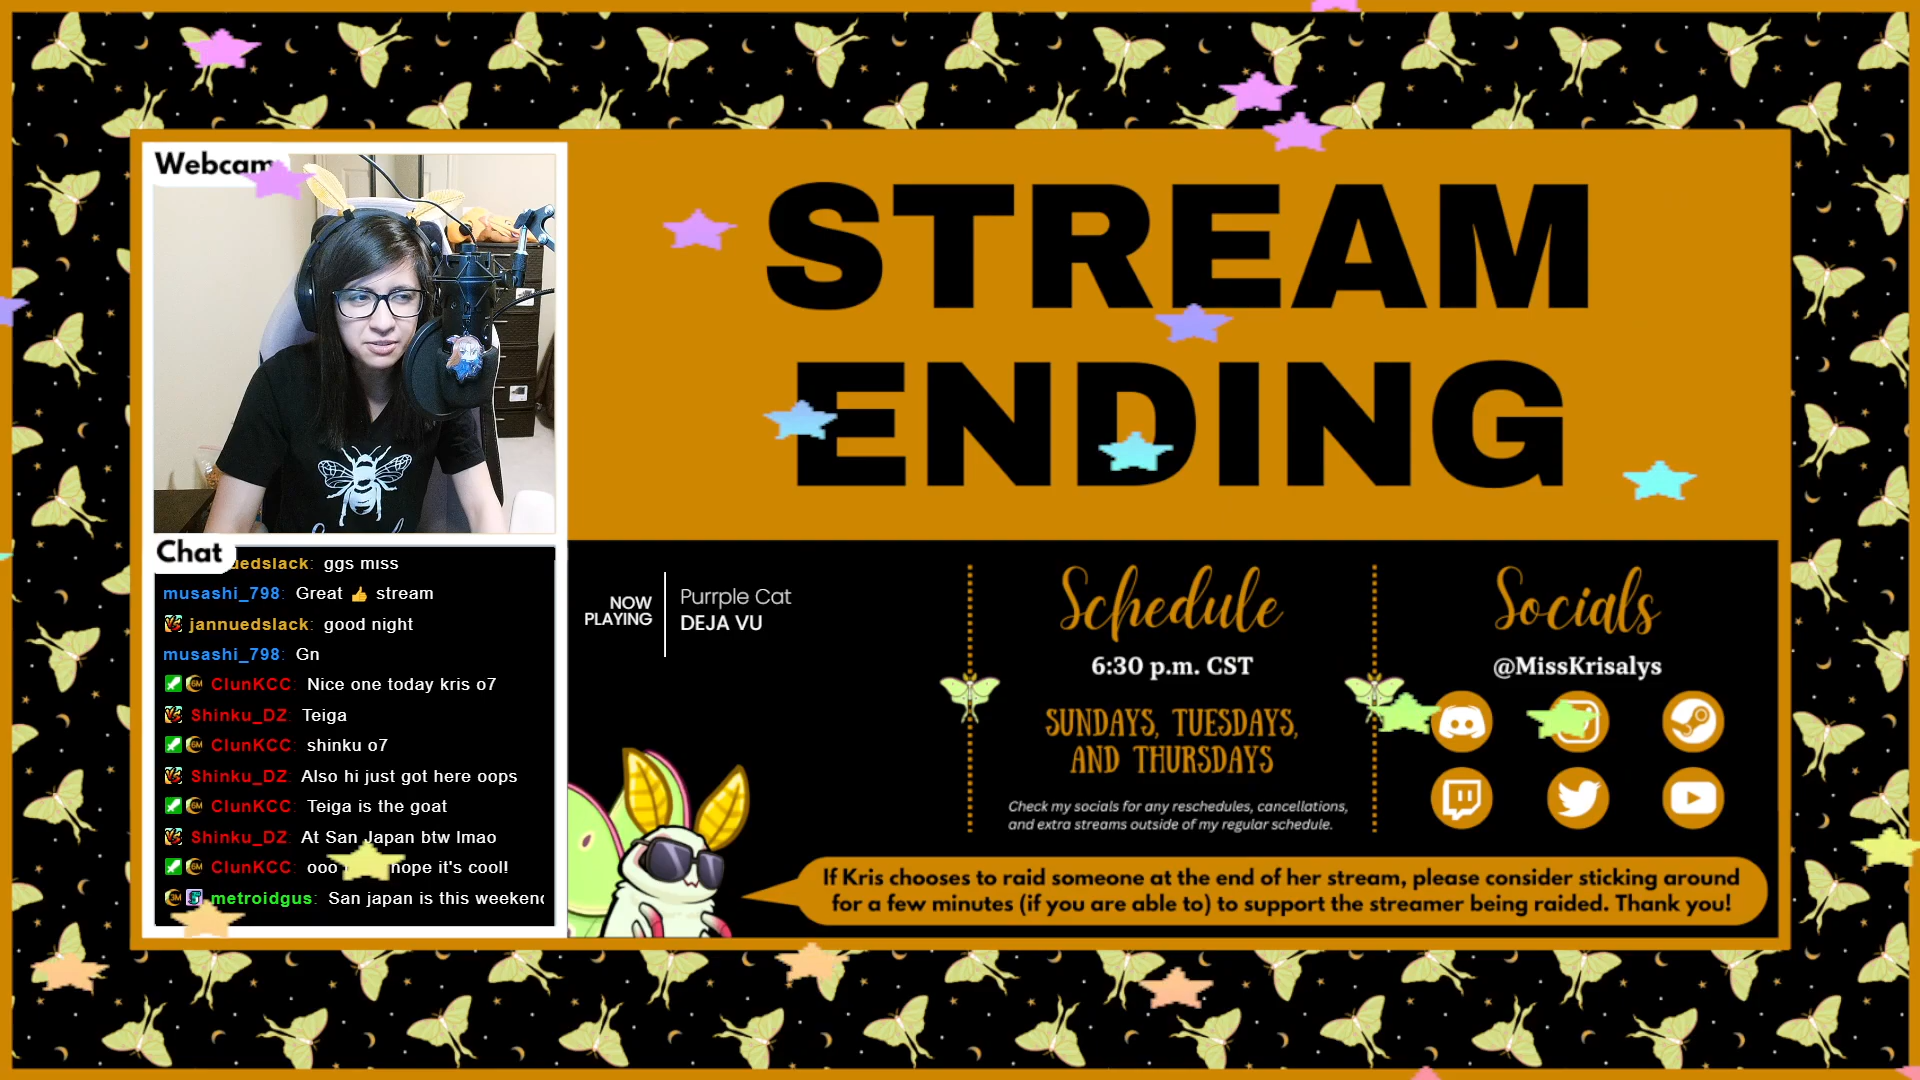 Webcam
STREAM
ENDING
Chat
uedslack: ggs miss
musashi_798: Great 👍 stream
jannuedslack: good night
musashi_798: Gn
ClunKCC: Nice one today kris o7
Shinku_DZ: Teiga
ClunKCC: shinku o7
Shinku_DZ: Also hi just got here oops
ClunKCC: Teiga is the goat
Shinku_DZ: At San Japan btw lmao
ClunKCC: ooo hope it's cool!
metroidgus: San japan is this weekend
NOW
PLAYING
Purrple Cat
DEJA VU
Schedule
6:30 p.m. CST
SUNDAYS, TUESDAYS,
AND THURSDAYS
Check my socials for any reschedules, cancellations,
and extra streams outside of my regular schedule.
Socials
@MissKrisalys
If Kris chooses to raid someone at the end of her stream, please consider sticking around
for a few minutes (if you are able to) to support the streamer being raided. Thank you!